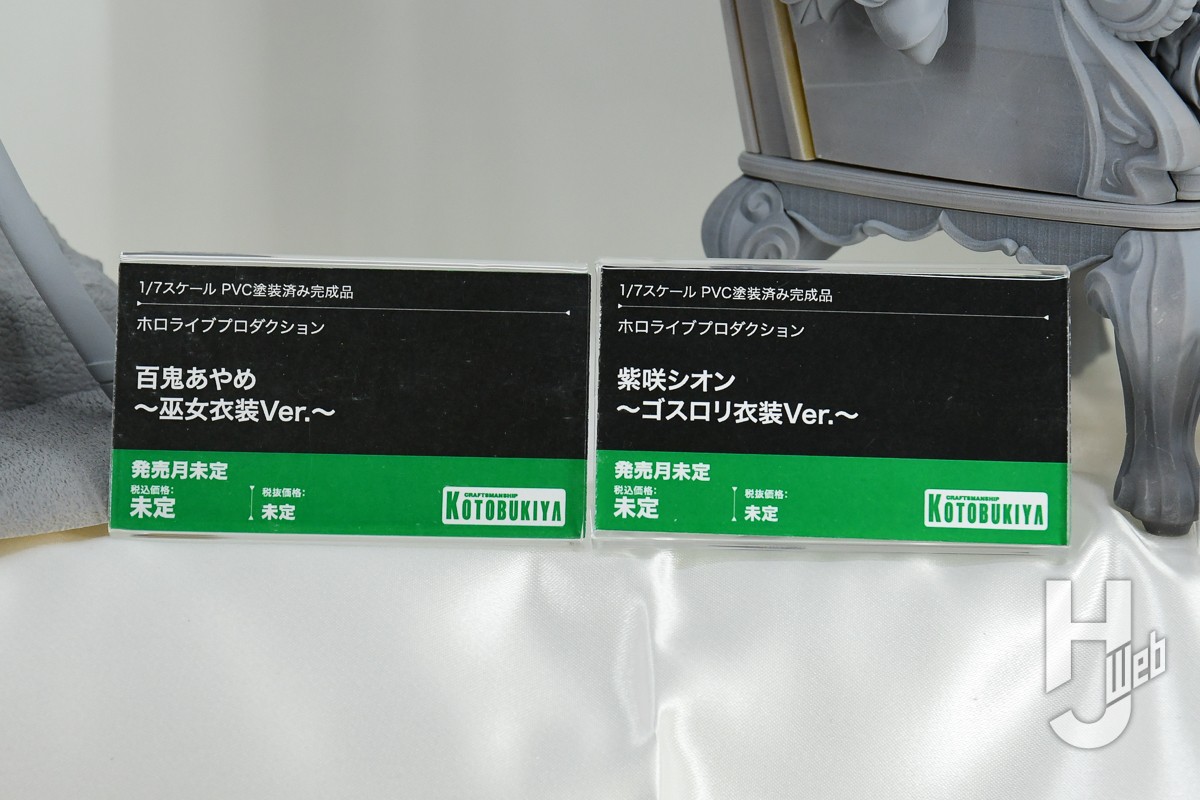 1/7スケール PVC塗装済み完成品
ホロライブプロダクション
百鬼あやめ
～巫女衣装Ver.～
発売月未定
税込価格:
未定
税抜価格:
未定
CRAFTSMANSHIP
KOTOBUKIYA
1/7スケール PVC塗装済み完成品
ホロライブプロダクション
紫咲シオン
～ゴスロリ衣装Ver.～
発売月未定
税込価格:
未定
税抜価格:
未定
CRAFTSMANSHIP
KOTOBUKIYA
HJ Web